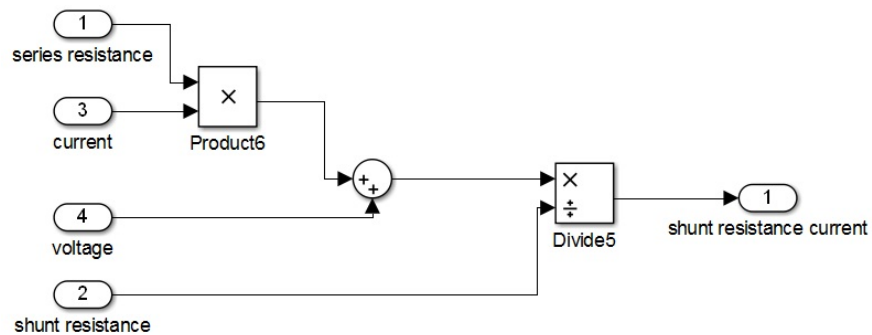 1
series resistance
3
current
×
Product6
4
voltage
2
shunt resistance
+
+
×
÷
Divide5
1
shunt resistance current